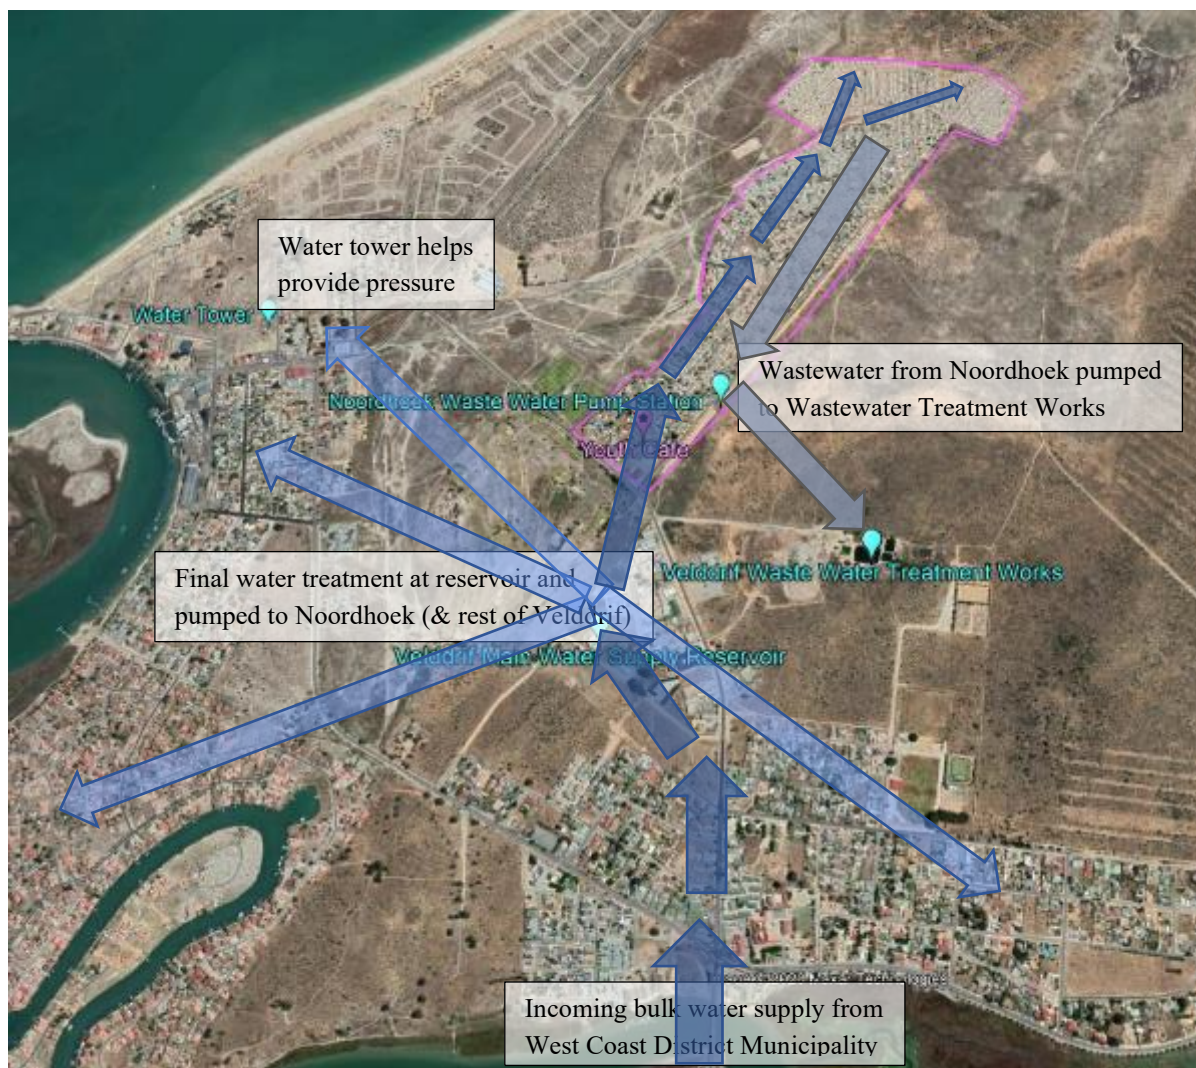 Water tower helps
provide pressure
Water Tower
Wastewater from Noordhoek pumped
to Wastewater Treatment Works
Noordhoek Waste Water Pump Station
Youth Cafe
Final water treatment at reservoir and
pumped to Noordhoek (& rest of Velddrif)
Velddrif Waste Water Treatment Works
Velddrif Main Water Supply Reservoir
Technologies
Incoming bulk water supply from
West Coast District Municipality